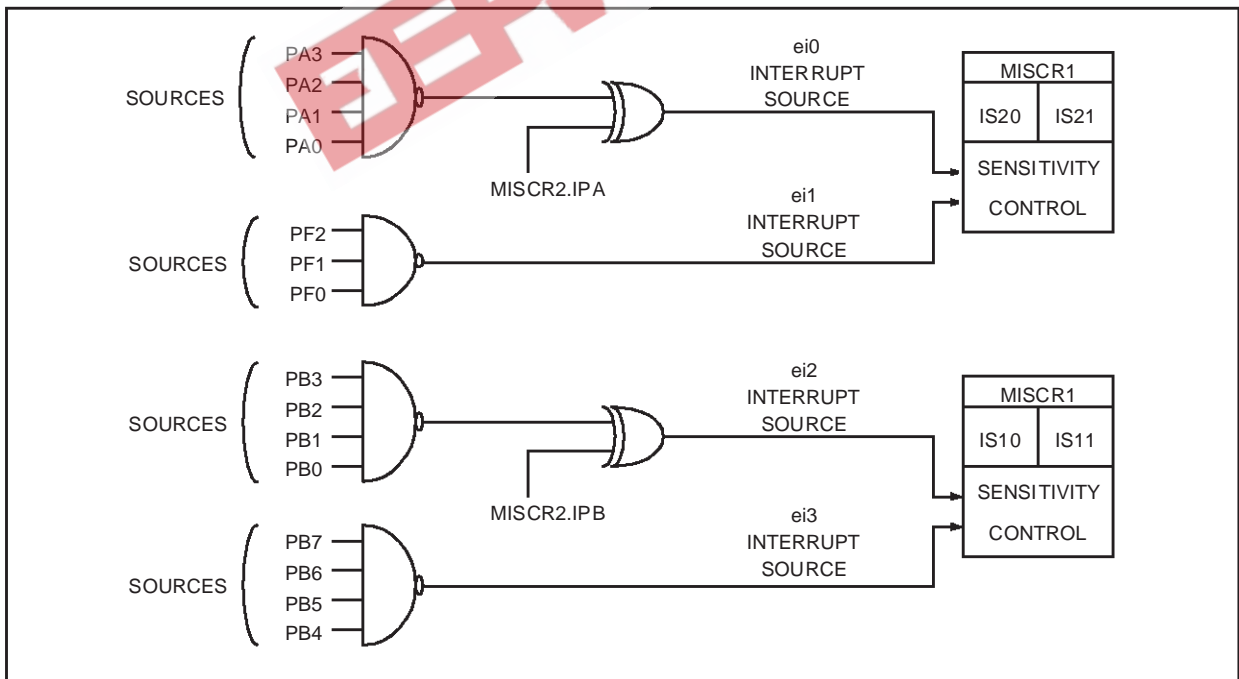 SOURCES
PA3
PA2
PA1
PA0
MISCR2.IPA
ei0
INTERRUPT
SOURCE
MISCR1
IS20 IS21
SENSITIVITY
CONTROL
SOURCES
PF2
PF1
PF0
ei1
INTERRUPT
SOURCE
SOURCES
PB3
PB2
PB1
PB0
MISCR2.IPB
ei2
INTERRUPT
SOURCE
MISCR1
IS10 IS11
SENSITIVITY
CONTROL
SOURCES
PB7
PB6
PB5
PB4
ei3
INTERRUPT
SOURCE